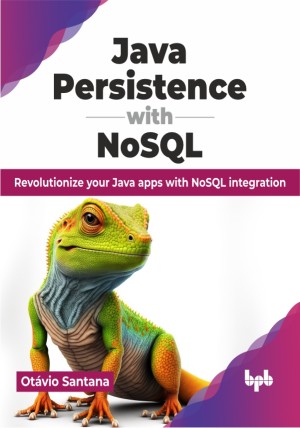 Java
Persistence
with
NoSQL
Revolutionize your Java apps with NoSQL integration
Otávio Santana
bpb